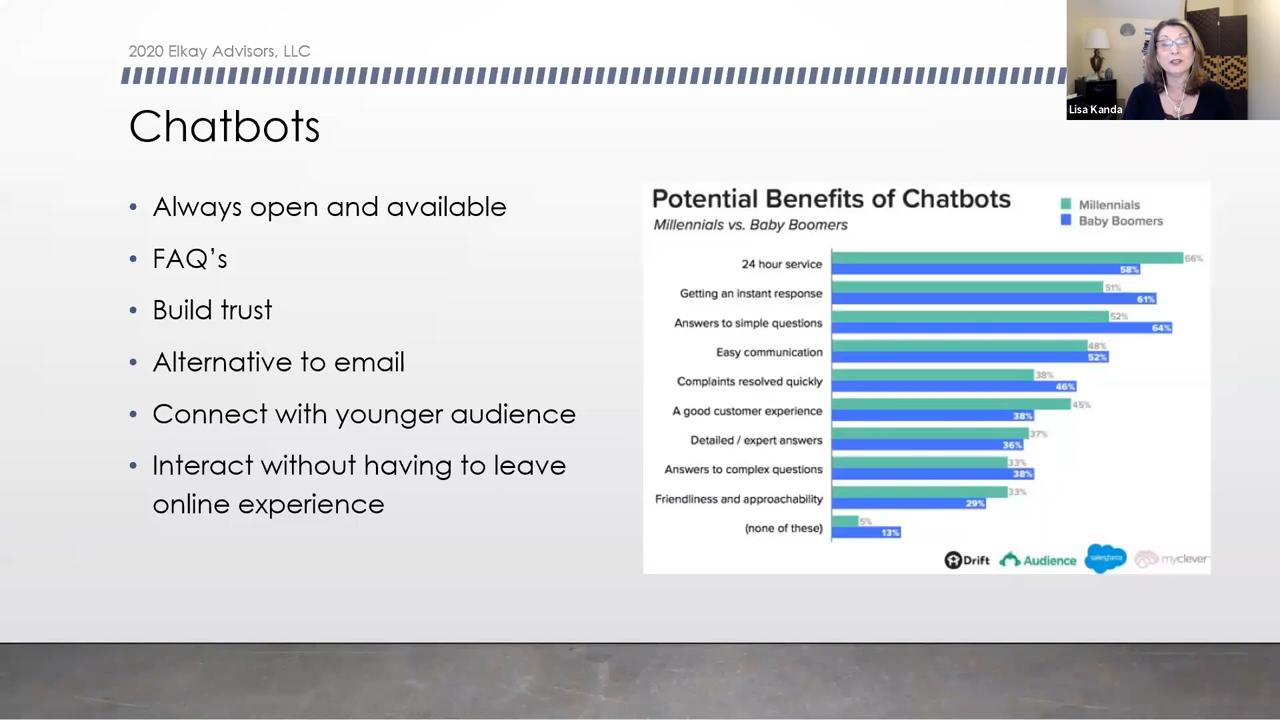 2020 Elkay Advisors, LLC
Lisa Kanda
Chatbots
• Always open and available
• FAQ’s
• Build trust
• Alternative to email
• Connect with younger audience
• Interact without having to leave
online experience
Potential Benefits of Chatbots
Millennials vs. Baby Boomers
Millennials
Baby Boomers
24 hour service 66%
58%
Getting an instant response 51%
61%
Answers to simple questions 52%
64%
Easy communication 48%
52%
Complaints resolved quickly 38%
46%
A good customer experience 45%
38%
Detailed / expert answers 37%
36%
Answers to complex questions 33%
38%
Friendliness and approachability 33%
29%
(none of these) 5%
13%
Drift Audience salesforce myclever